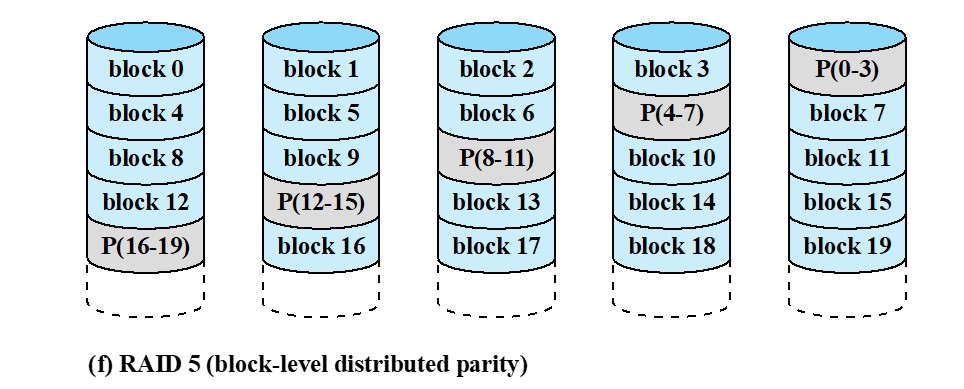 block 0 block 1 block 2 block 3 P(0-3)
block 4 block 5 block 6 P(4-7) block 7
block 8 block 9 P(8-11) block 10 block 11
block 12 P(12-15) block 13 block 14 block 15
P(16-19) block 16 block 17 block 18 block 19
(f) RAID 5 (block-level distributed parity)